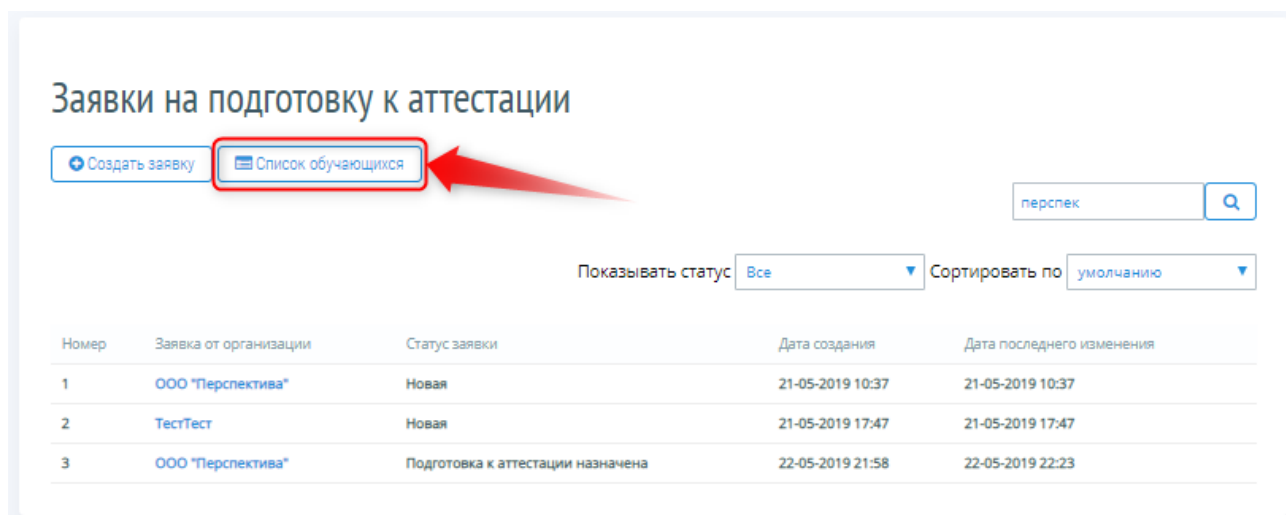 Заявки на подготовку к аттестации
Создать заявку Список обучающихся
перспек
Показывать статус Все Сортировать по умолчанию
Номер Заявка от организации Статус заявки Дата создания Дата последнего изменения
1 ООО "Перспектива" Новая 21-05-2019 10:37 21-05-2019 10:37
2 ТестТест Новая 21-05-2019 17:47 21-05-2019 17:47
3 ООО "Перспектива" Подготовка к аттестации назначена 22-05-2019 21:58 22-05-2019 22:23